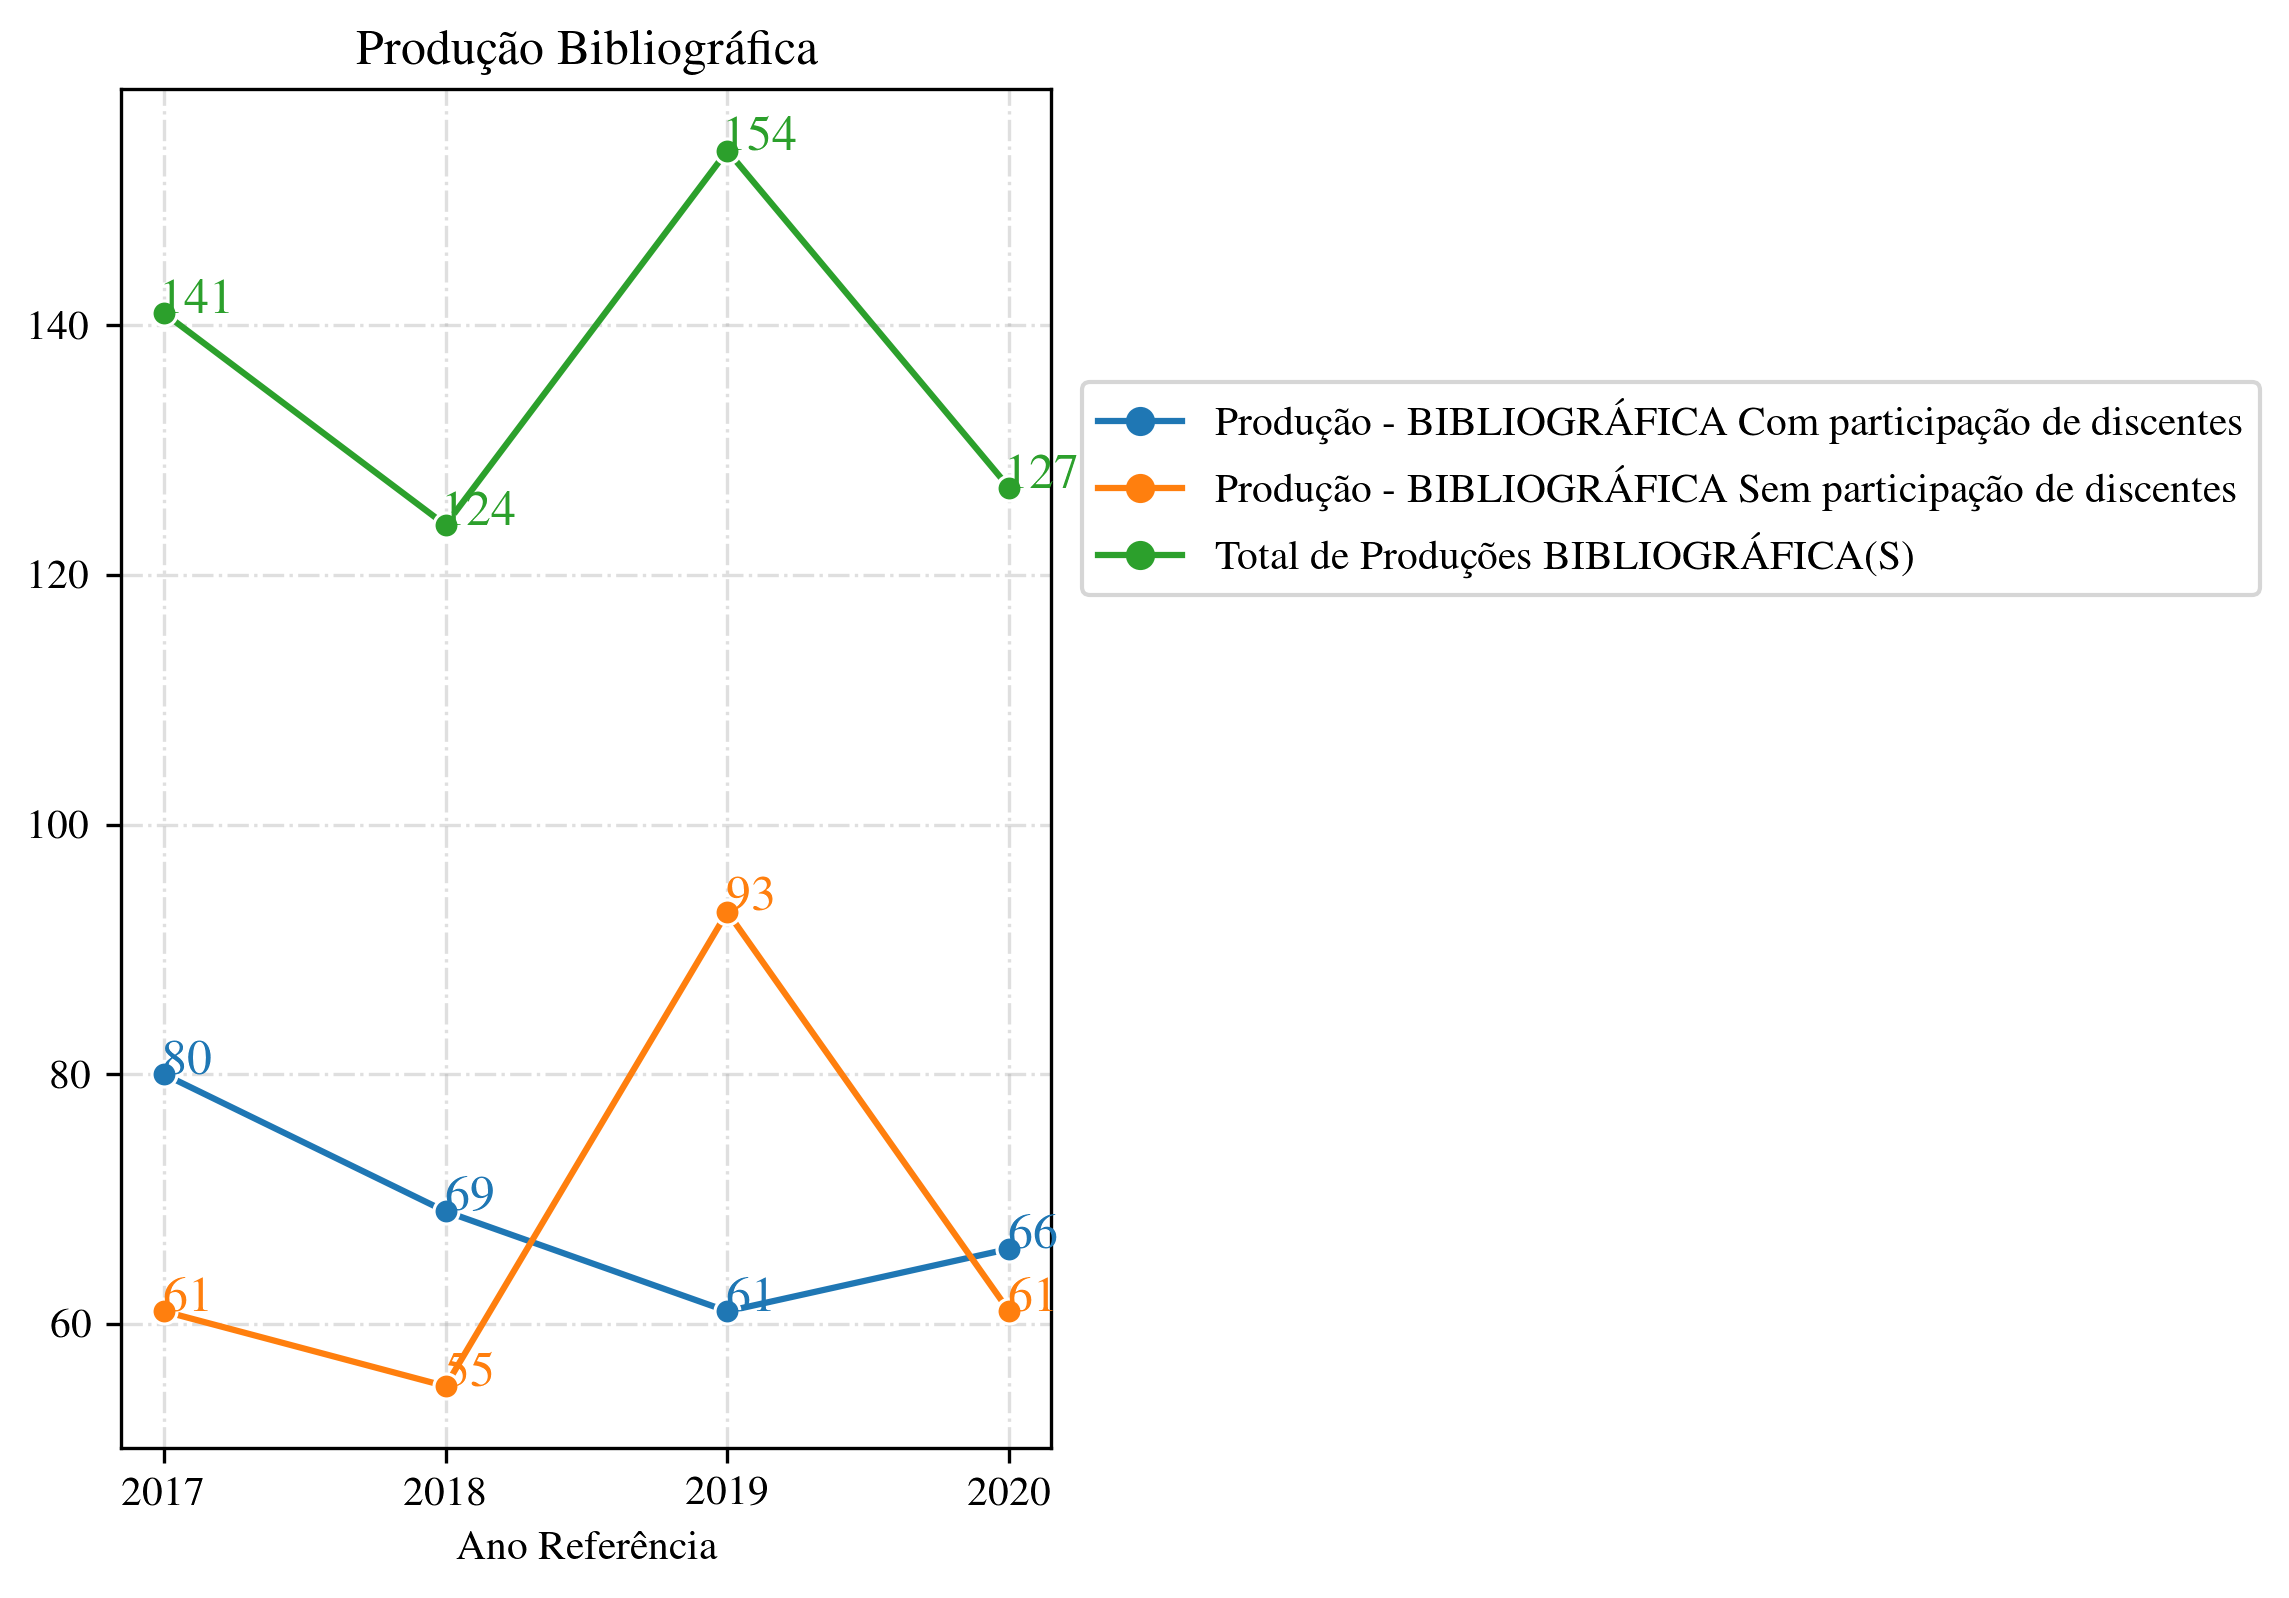 Produção Bibliográfica
154
141
140
127
124
120
100
93
80
80
69
66
61
61
61
60
55
2017 2018 2019 2020
Ano Referência
Produção - BIBLIOGRÁFICA Com participação de discentes
Produção - BIBLIOGRÁFICA Sem participação de discentes
Total de Produções BIBLIOGRÁFICA(S)